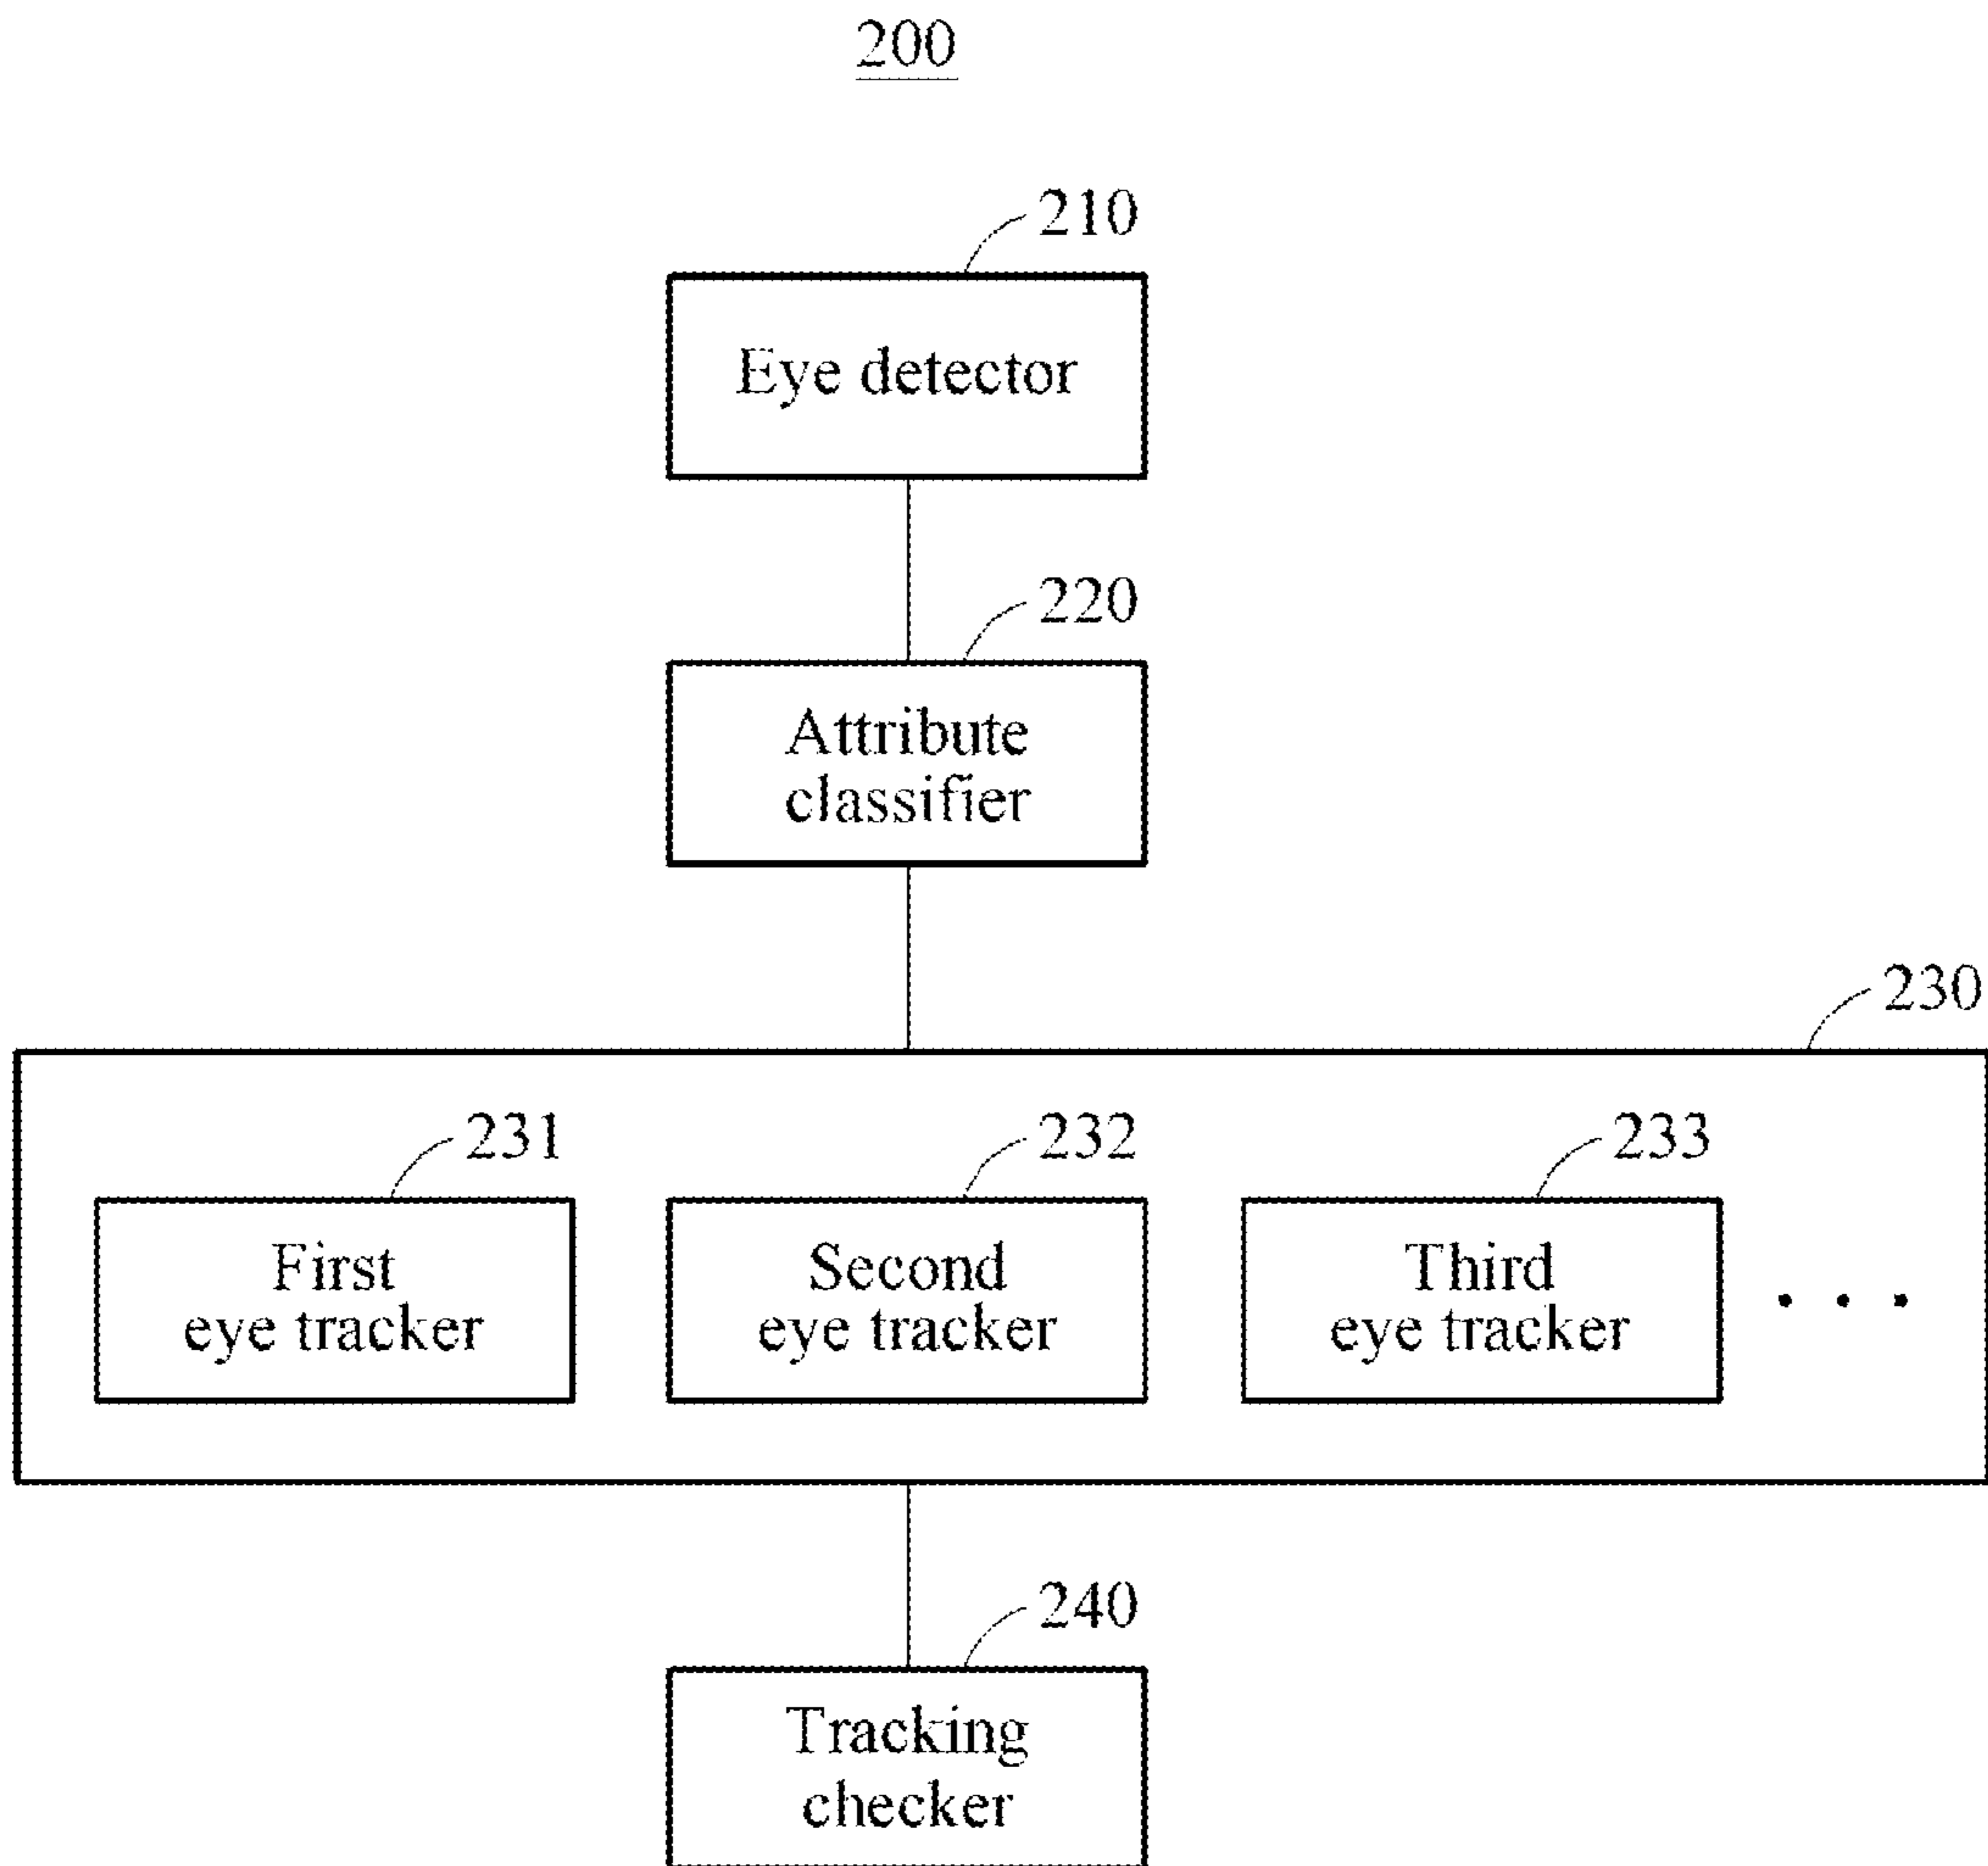 200
210
Eye detector
220
Attribute
classifier
230
231
232
233
First
eye tracker
Second
eye tracker
Third
eye tracker
. . .
240
Tracking
checker